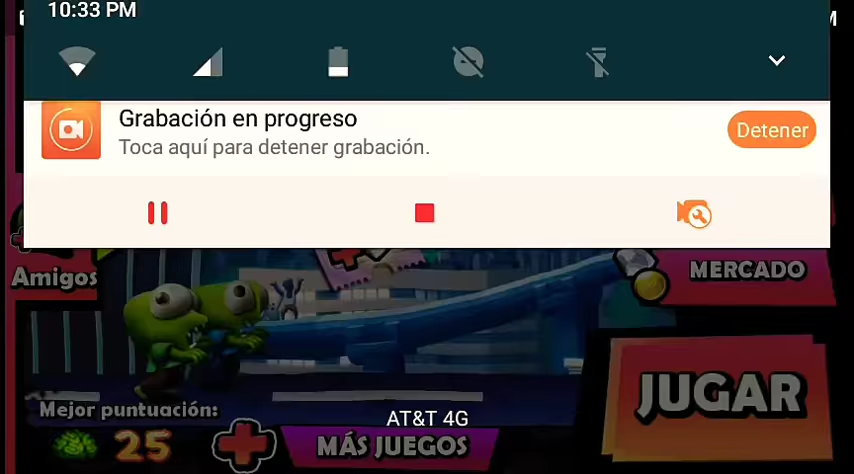 10:33 PM
Grabación en progreso
Detener
Toca aquí para detener grabación.
Amigos
MERCADO
JUGAR
Mejor puntuación:
AT&T 4G
25
MÁS JUEGOS